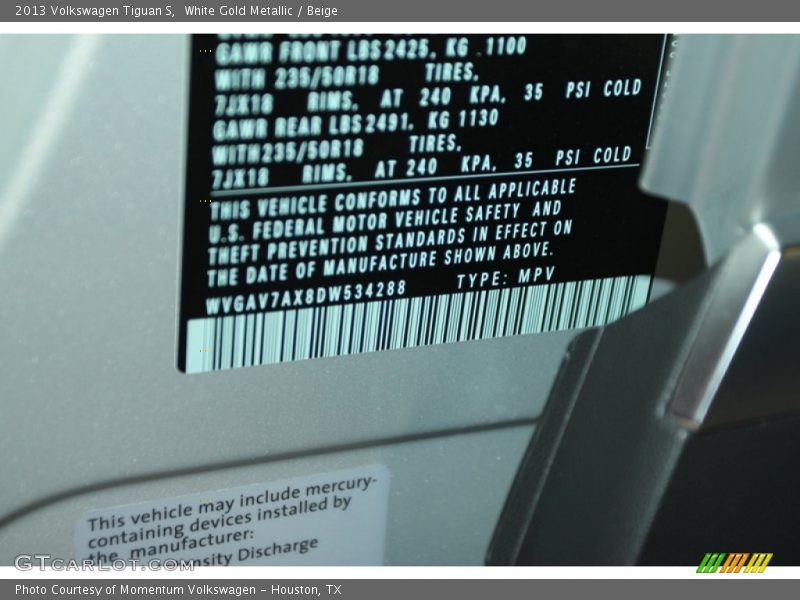 2013 Volkswagen Tiguan S, White Gold Metallic / Beige
GAWR FRONT LBS 2425. KG 1100
WITH 235/50R18 TIRES.
7JX18 RIMS. AT 240 KPA. 35 PSI COLD
GAWR REAR LBS 2491. KG 1130
WITH 235/50R18 TIRES.
7JX18 RIMS. AT 240 KPA. 35 PSI COLD
THIS VEHICLE CONFORMS TO ALL APPLICABLE
U.S. FEDERAL MOTOR VEHICLE SAFETY AND
THEFT PREVENTION STANDARDS IN EFFECT ON
THE DATE OF MANUFACTURE SHOWN ABOVE.
WVGAV7AX8DW534288 TYPE: MPV
This vehicle may include mercury-
containing devices installed by
the manufacturer:
Discharge
GTCarLot.com
Photo Courtesy of Momentum Volkswagen - Houston, TX